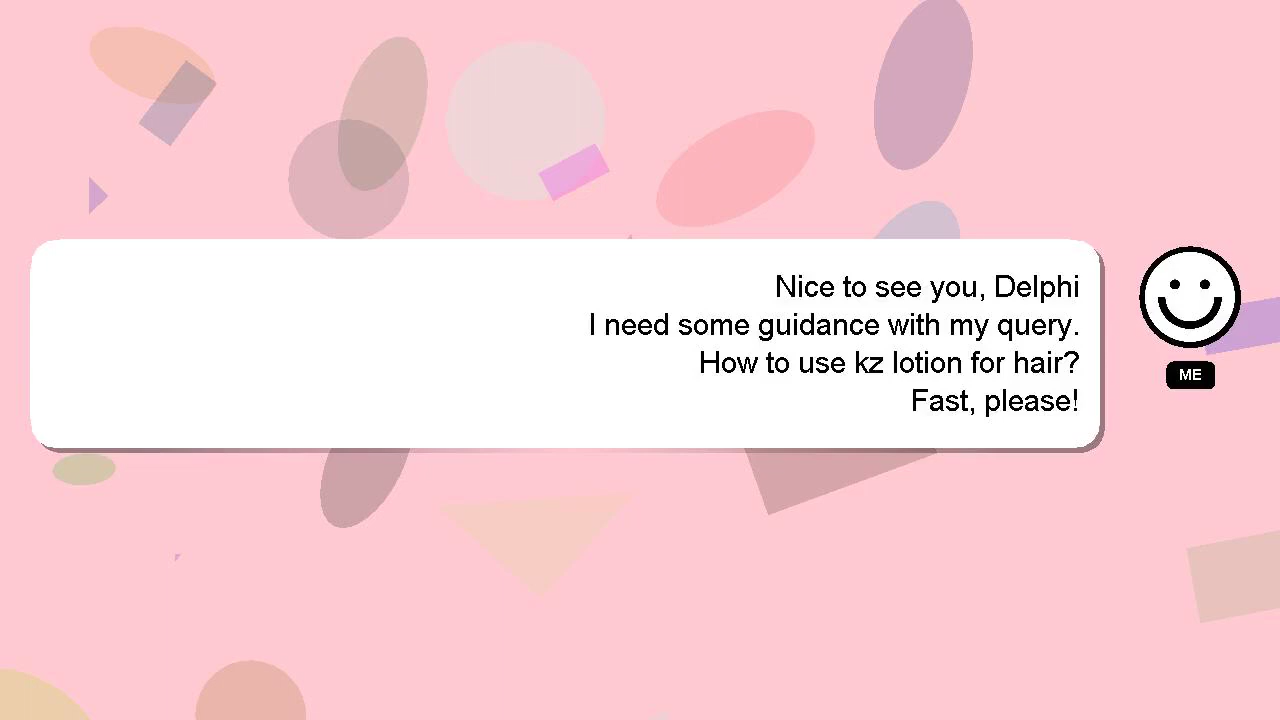 Nice to see you, Delphi
I need some guidance with my query.
How to use kz lotion for hair?
Fast, please!
ME